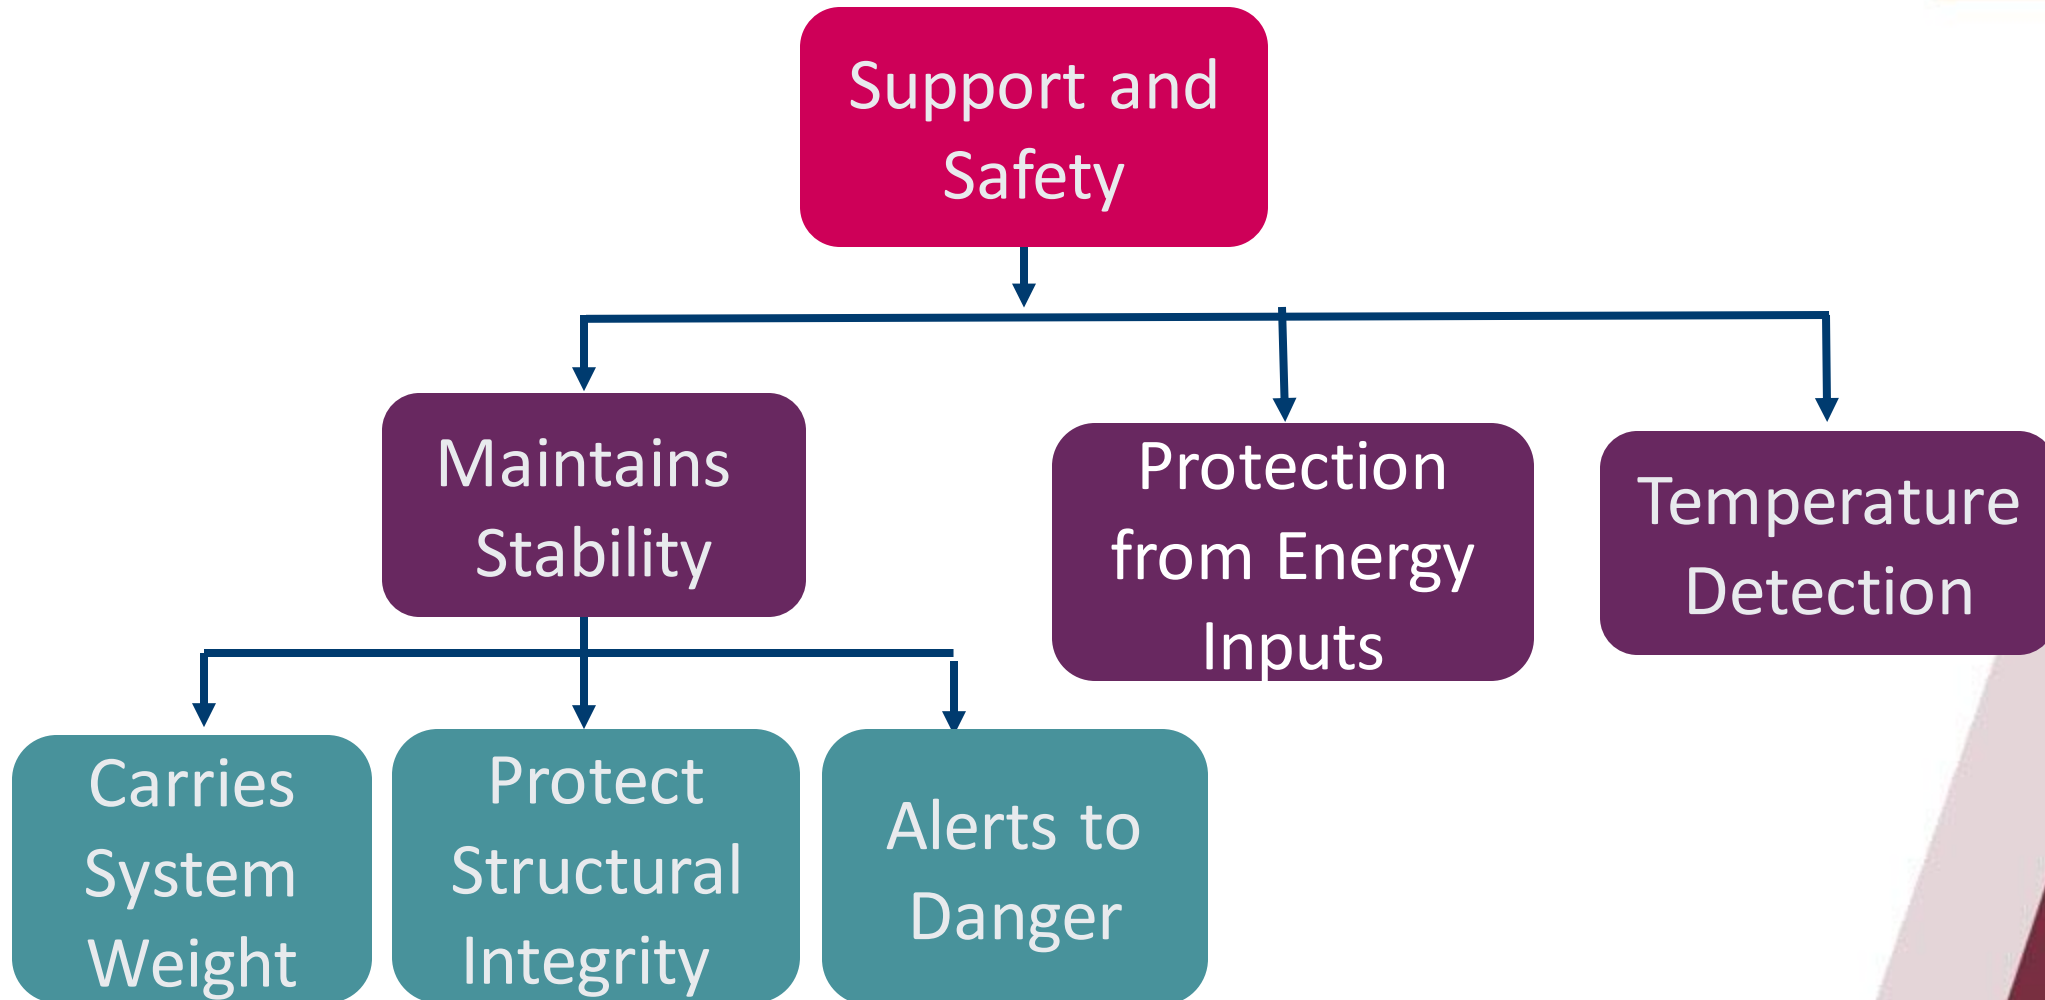 Support and
Safety
Maintains
Stability
Protection
from Energy
Inputs
Temperature
Detection
Carries
System
Weight
Protect
Structural
Integrity
Alerts to
Danger